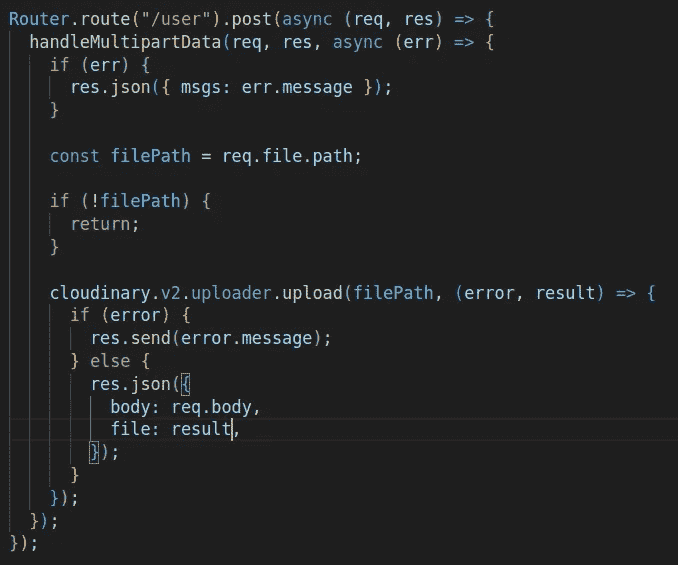 Router.route("/user").post(async (req, res) => {
  handleMultipartData(req, res, async (err) => {
    if (err) {
      res.json({ msgs: err.message });
    }

    const filePath = req.file.path;

    if (!filePath) {
      return;
    }

    cloudinary.v2.uploader.upload(filePath, (error, result) => {
      if (error) {
        res.send(error.message);
      } else {
        res.json({
          body: req.body,
          file: result,
        });
      }
    });
  });
});